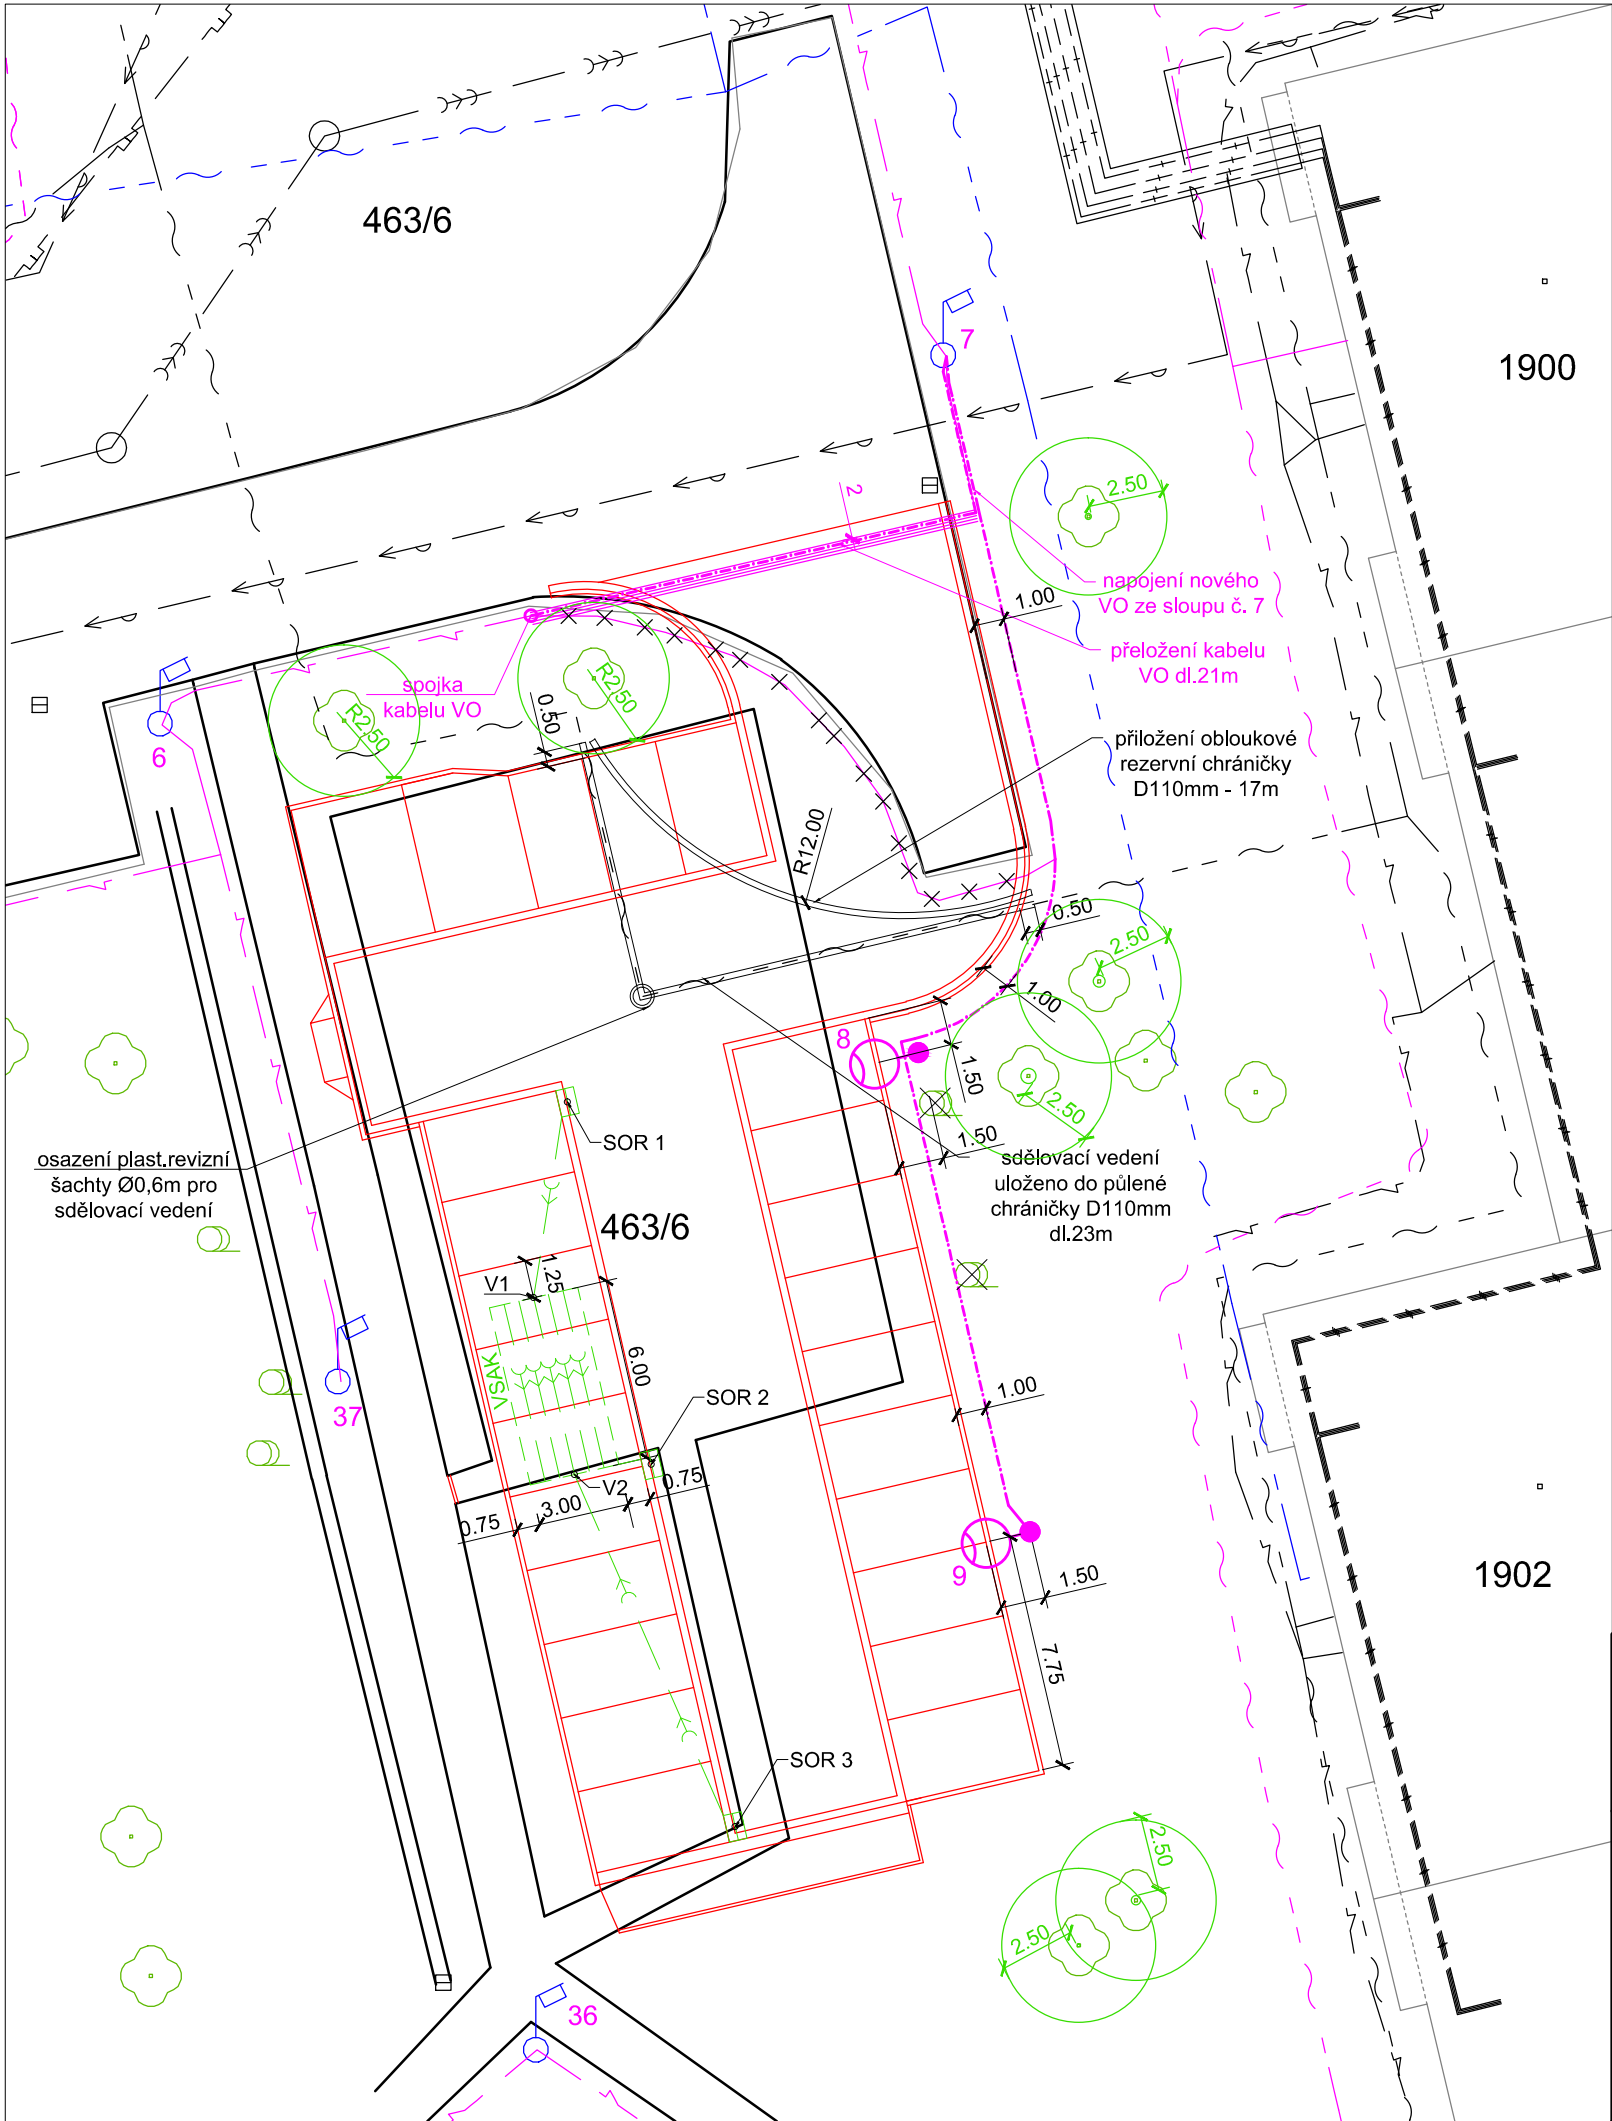 463/6
7
1900
2
2.50
napojení nového
VO ze sloupu č. 7
1.00
přeložení kabelu
VO dl.21m
spojka
kabelu VO
R2,50
R2,50
0.50
6
přiložení obloukové
rezervní chráničky
D110mm - 17m
R12.00
0.50
2.50
1.00
8
1.50
2.50
1.50
SOR 1
osazení plast.revizní
šachty Ø0,6m pro
sdělovací vedení
sdělovací vedení
uloženo do půlené
chráničky D110mm
dl.23m
463/6
1.25
V1
VSAK
6.00
SOR 2
1.00
37
V2
0.75
3.00
0.75
9
1.50
1902
7.75
SOR 3
2.50
2.50
36